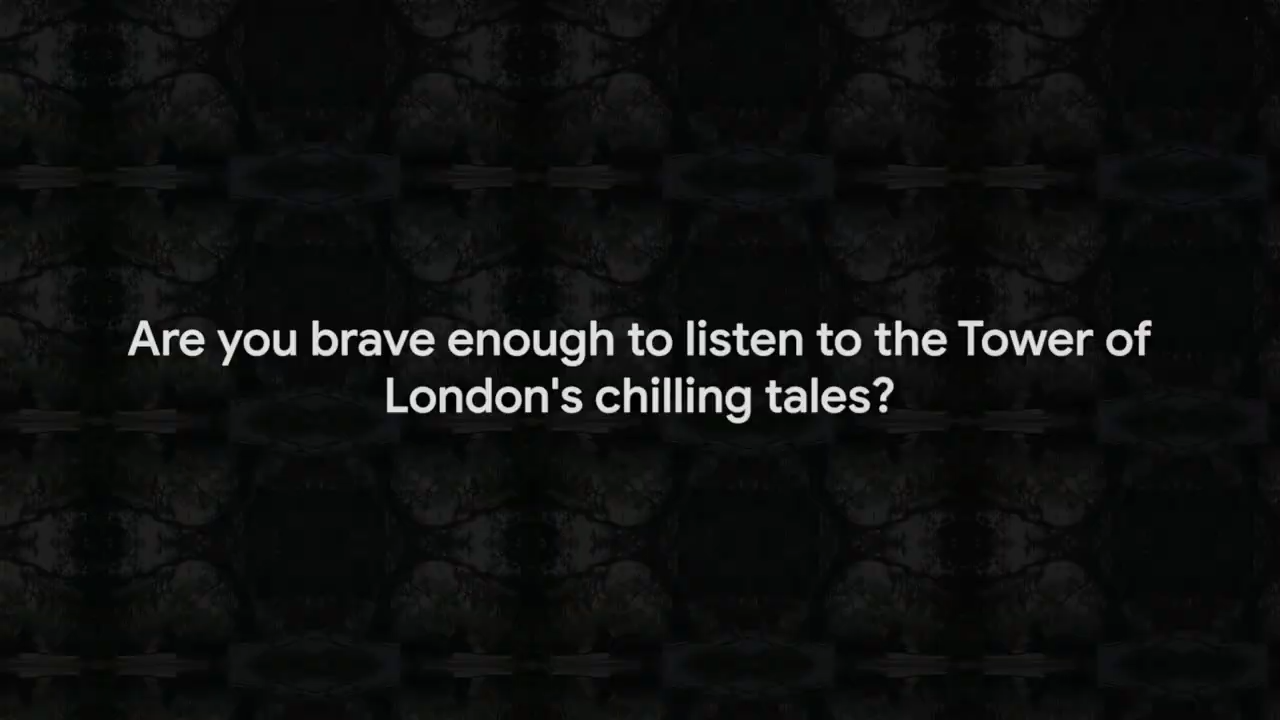 Are you brave enough to listen to the Tower of
London's chilling tales?